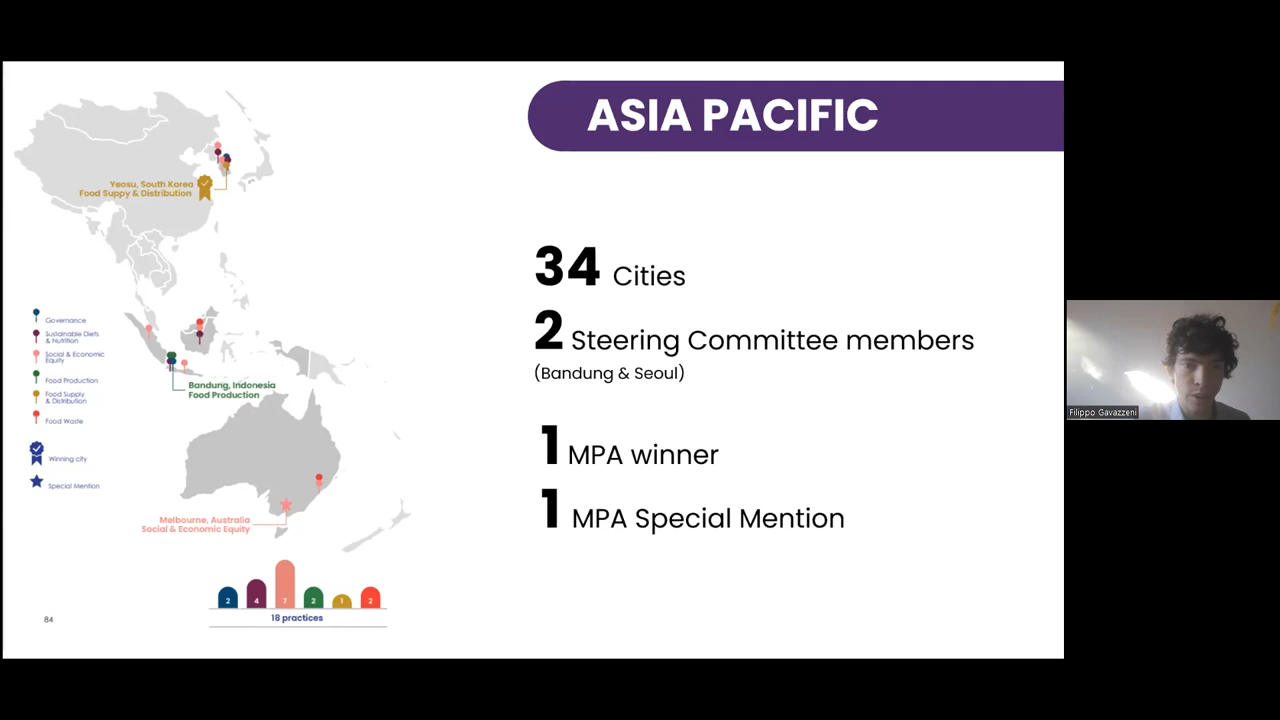 ASIA PACIFIC
Yeosu, South Korea
Food Suppy & Distribution
34 Cities
2 Steering Committee members
(Bandung & Seoul)
1 MPA winner
1 MPA Special Mention
Governance
Sustainable Diets
& Nutrition
Social & Economic
Equity
Food Production
Food Supply
& Distribution
Food Waste
Winning city
Special Mention
Bandung, Indonesia
Food Production
Melbourne, Australia
Social & Economic Equity
2 4 7 2 1 2
18 practices
84
Filippo Gavazzeni